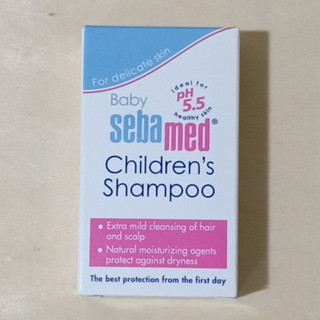 For delicate skin
ideal for
pH
5.5
healthy skin
Baby
sebamed®
Children's
Shampoo
• Extra mild cleansing of hair
and scalp
• Natural moisturizing agents
protect against dryness
The best protection from the first day